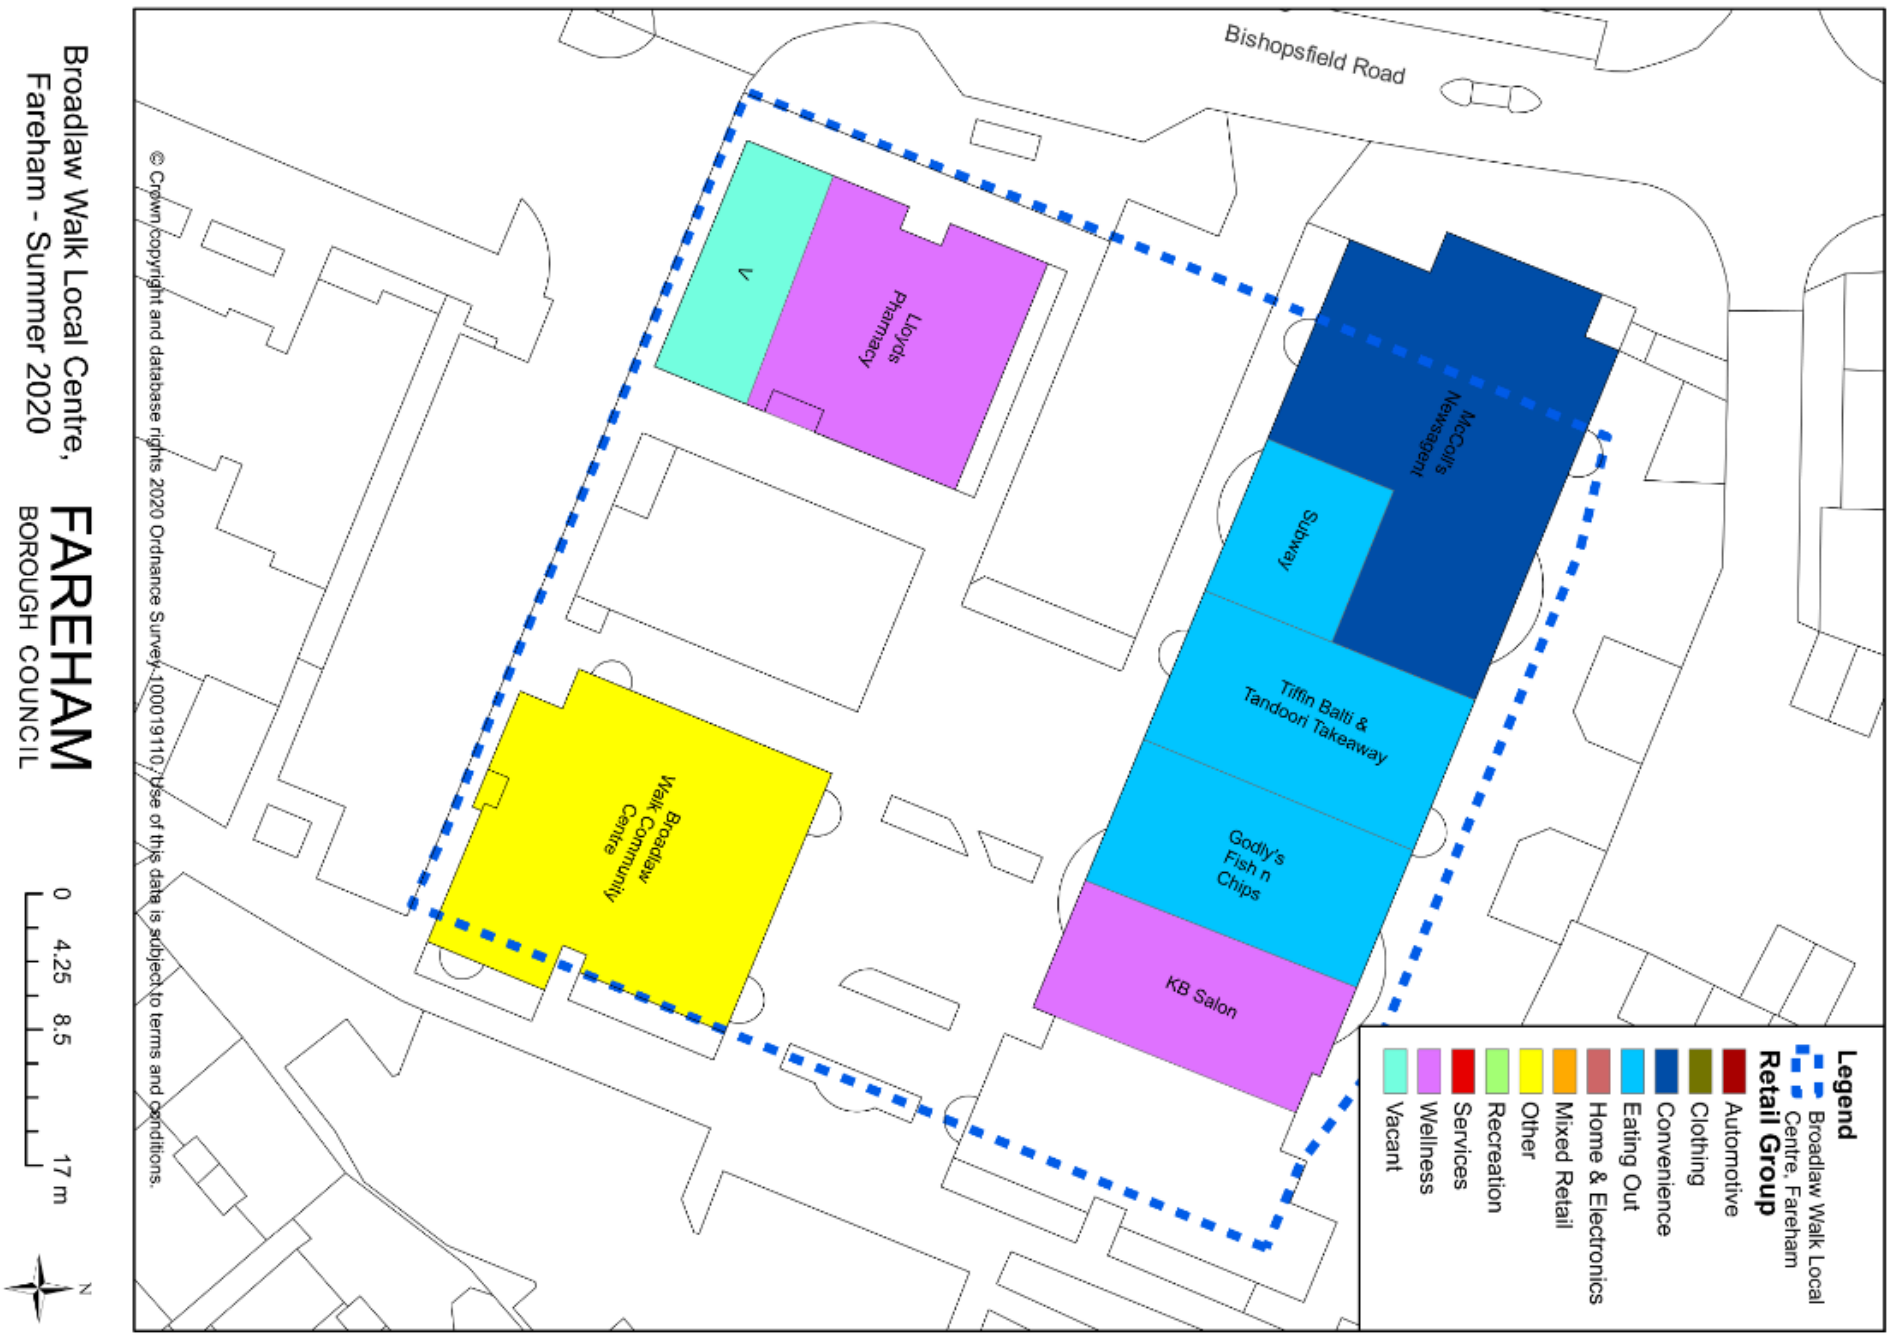 Bishopsfield Road
V
Lloyds
Pharmacy
McColl's
Newsagent
Subway
Tiffin Balti &
Tandoori Takeaway
Godly's
Fish n
Chips
KB Salon
Broadlaw
Walk Community
Centre
Legend
Broadlaw Walk Local
Centre, Fareham
Retail Group
Automotive
Clothing
Convenience
Eating Out
Home & Electronics
Mixed Retail
Other
Recreation
Services
Wellness
Vacant
© Crown copyright and database rights 2020 Ordnance Survey 100019110. Use of this data is subject to terms and conditions.
Broadlaw Walk Local Centre,
Fareham - Summer 2020
FAREHAM
BOROUGH COUNCIL
0 4.25 8.5 17 m
N